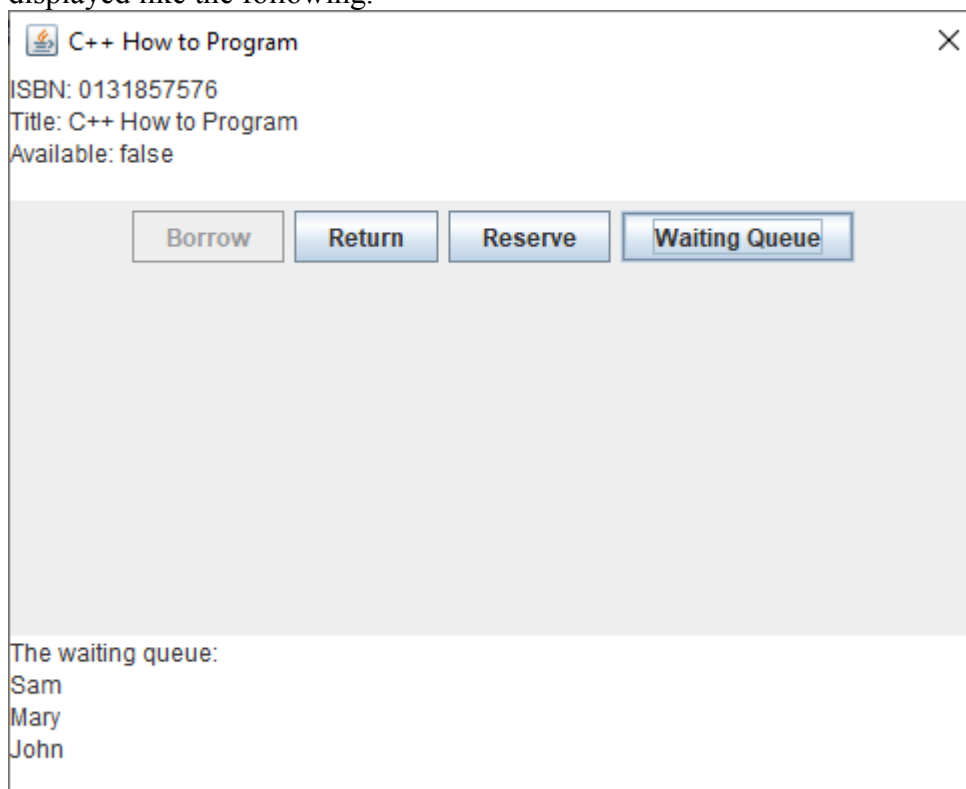 displayed like the following.
C++ How to Program
ISBN: 0131857576
Title: C++ How to Program
Available: false
Borrow Return Reserve Waiting Queue
The waiting queue:
Sam
Mary
John